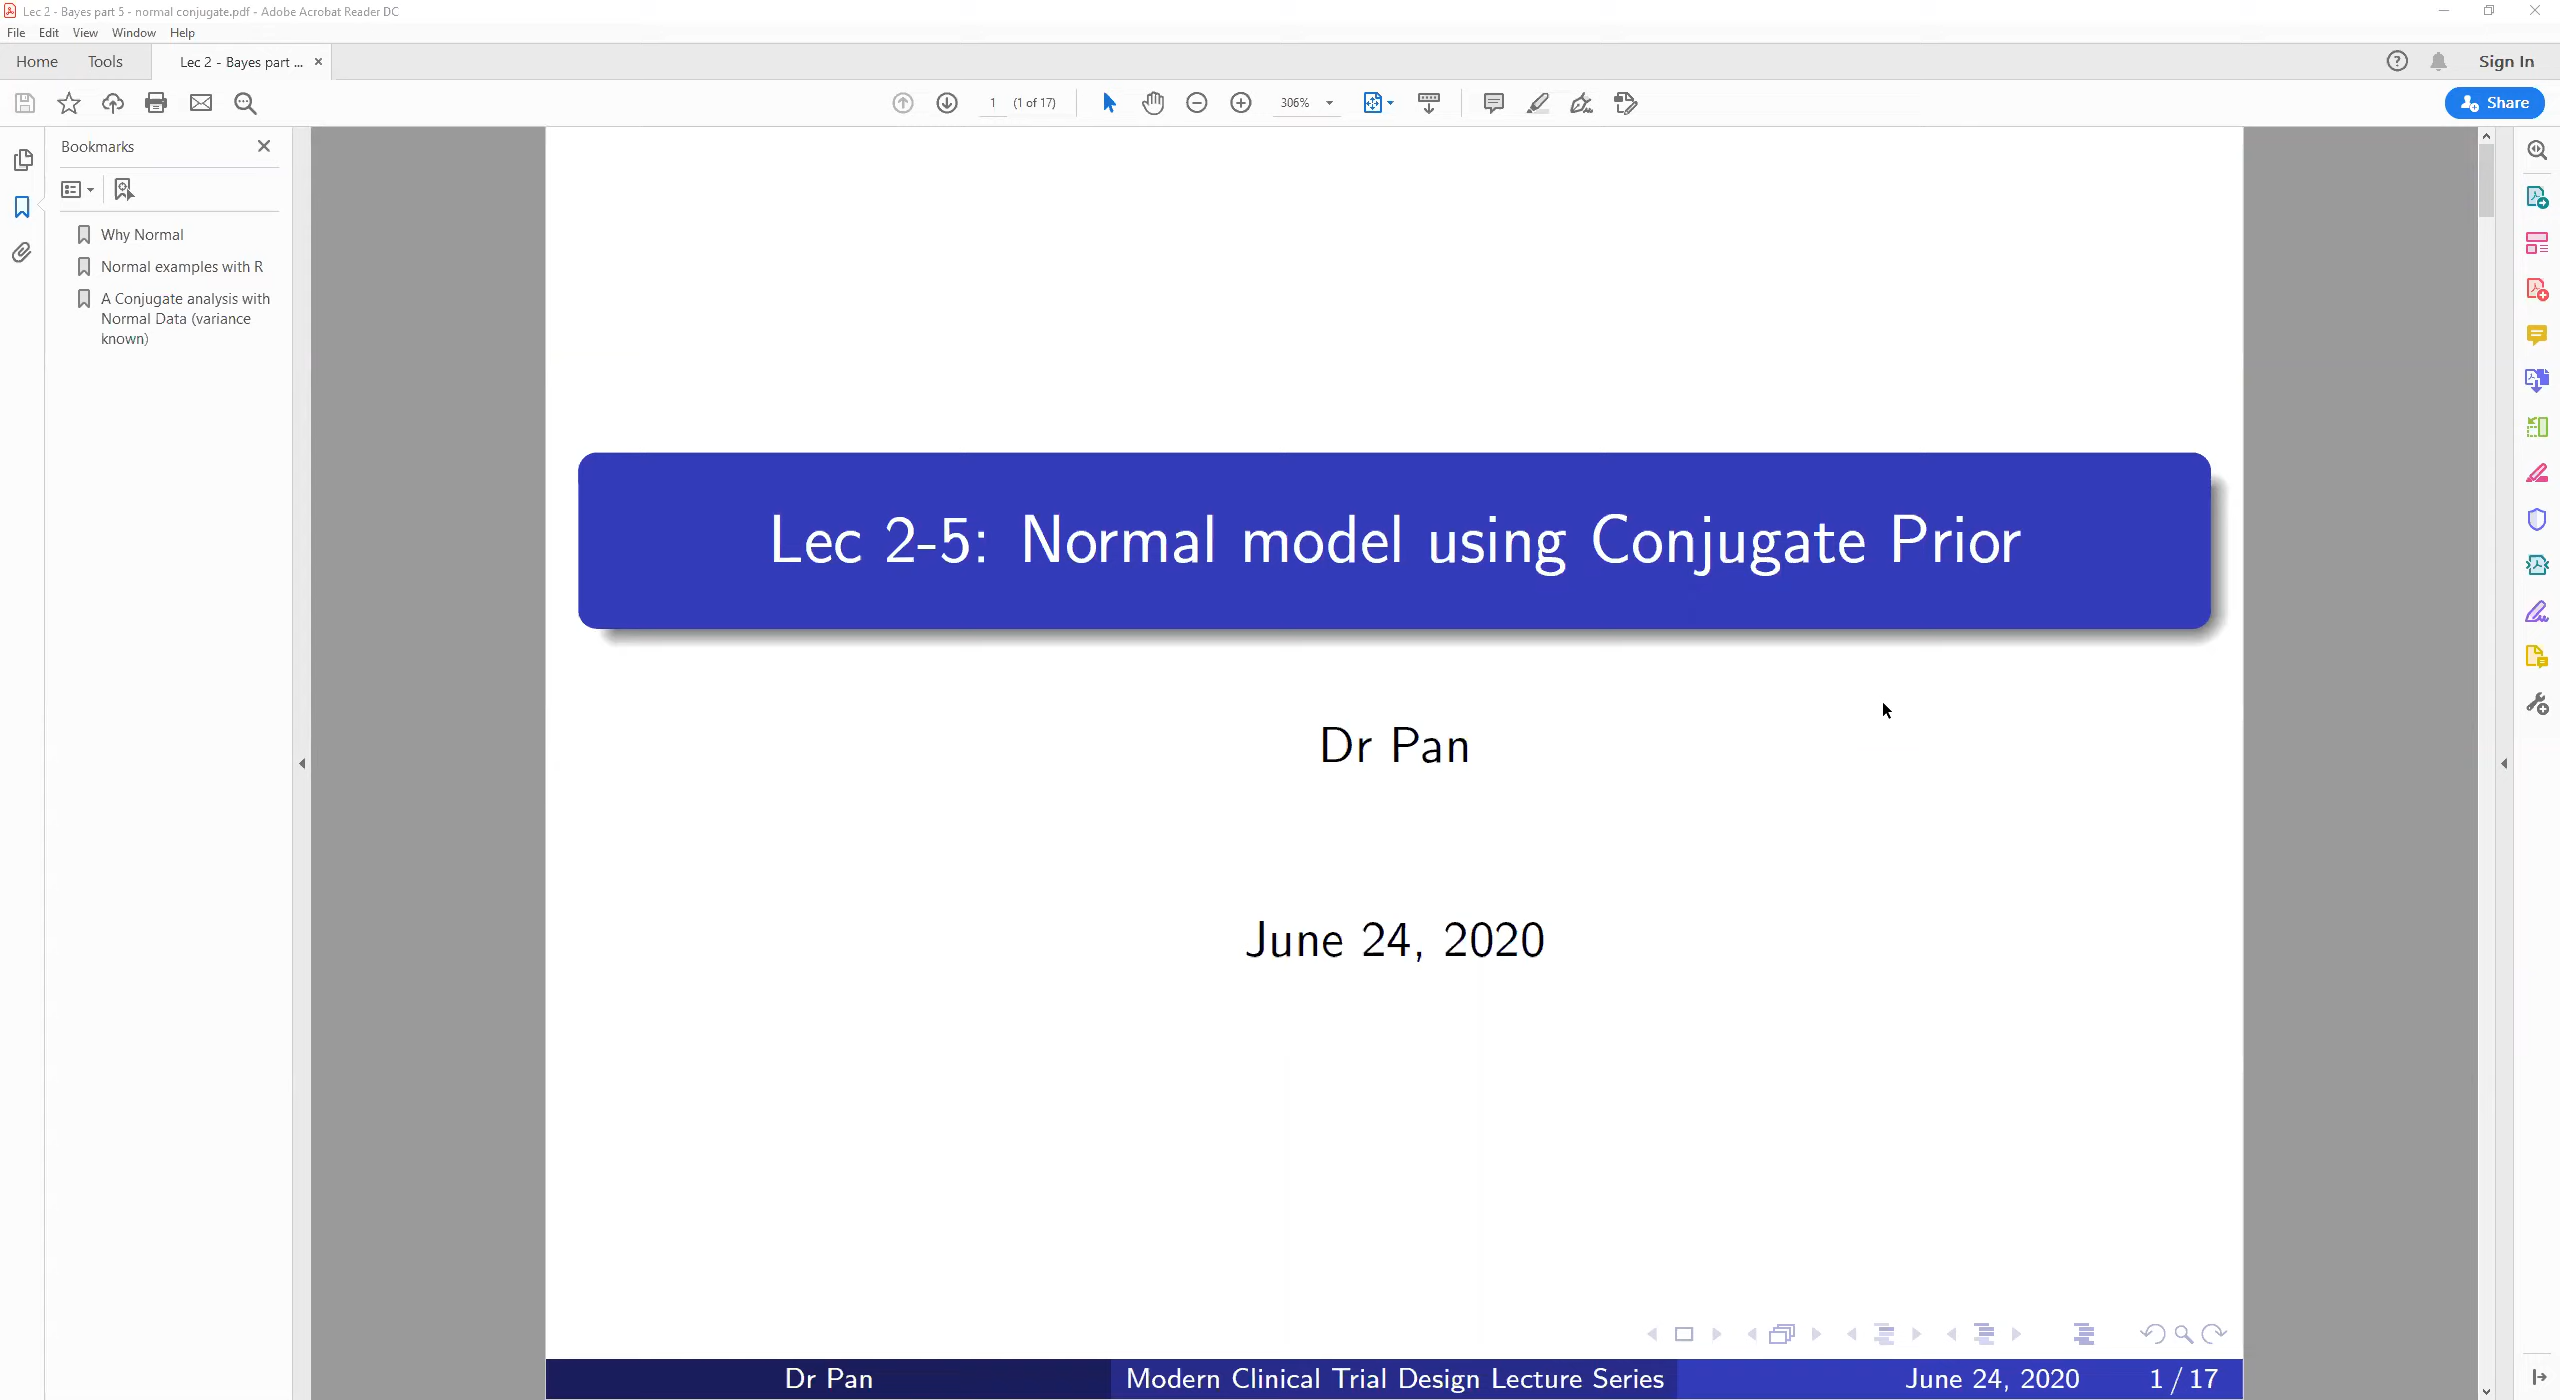 Lec 2 - Bayes part 5 - normal conjugate.pdf - Adobe Acrobat Reader DC
File Edit View Window Help
Home Tools Lec 2 - Bayes part ... Sign In
1 (1 of 17) 306% Share
Bookmarks
Why Normal
Normal examples with R
A Conjugate analysis with
Normal Data (variance
known)
Lec 2-5: Normal model using Conjugate Prior
Dr Pan
June 24, 2020
Dr Pan Modern Clinical Trial Design Lecture Series June 24, 2020 1 / 17